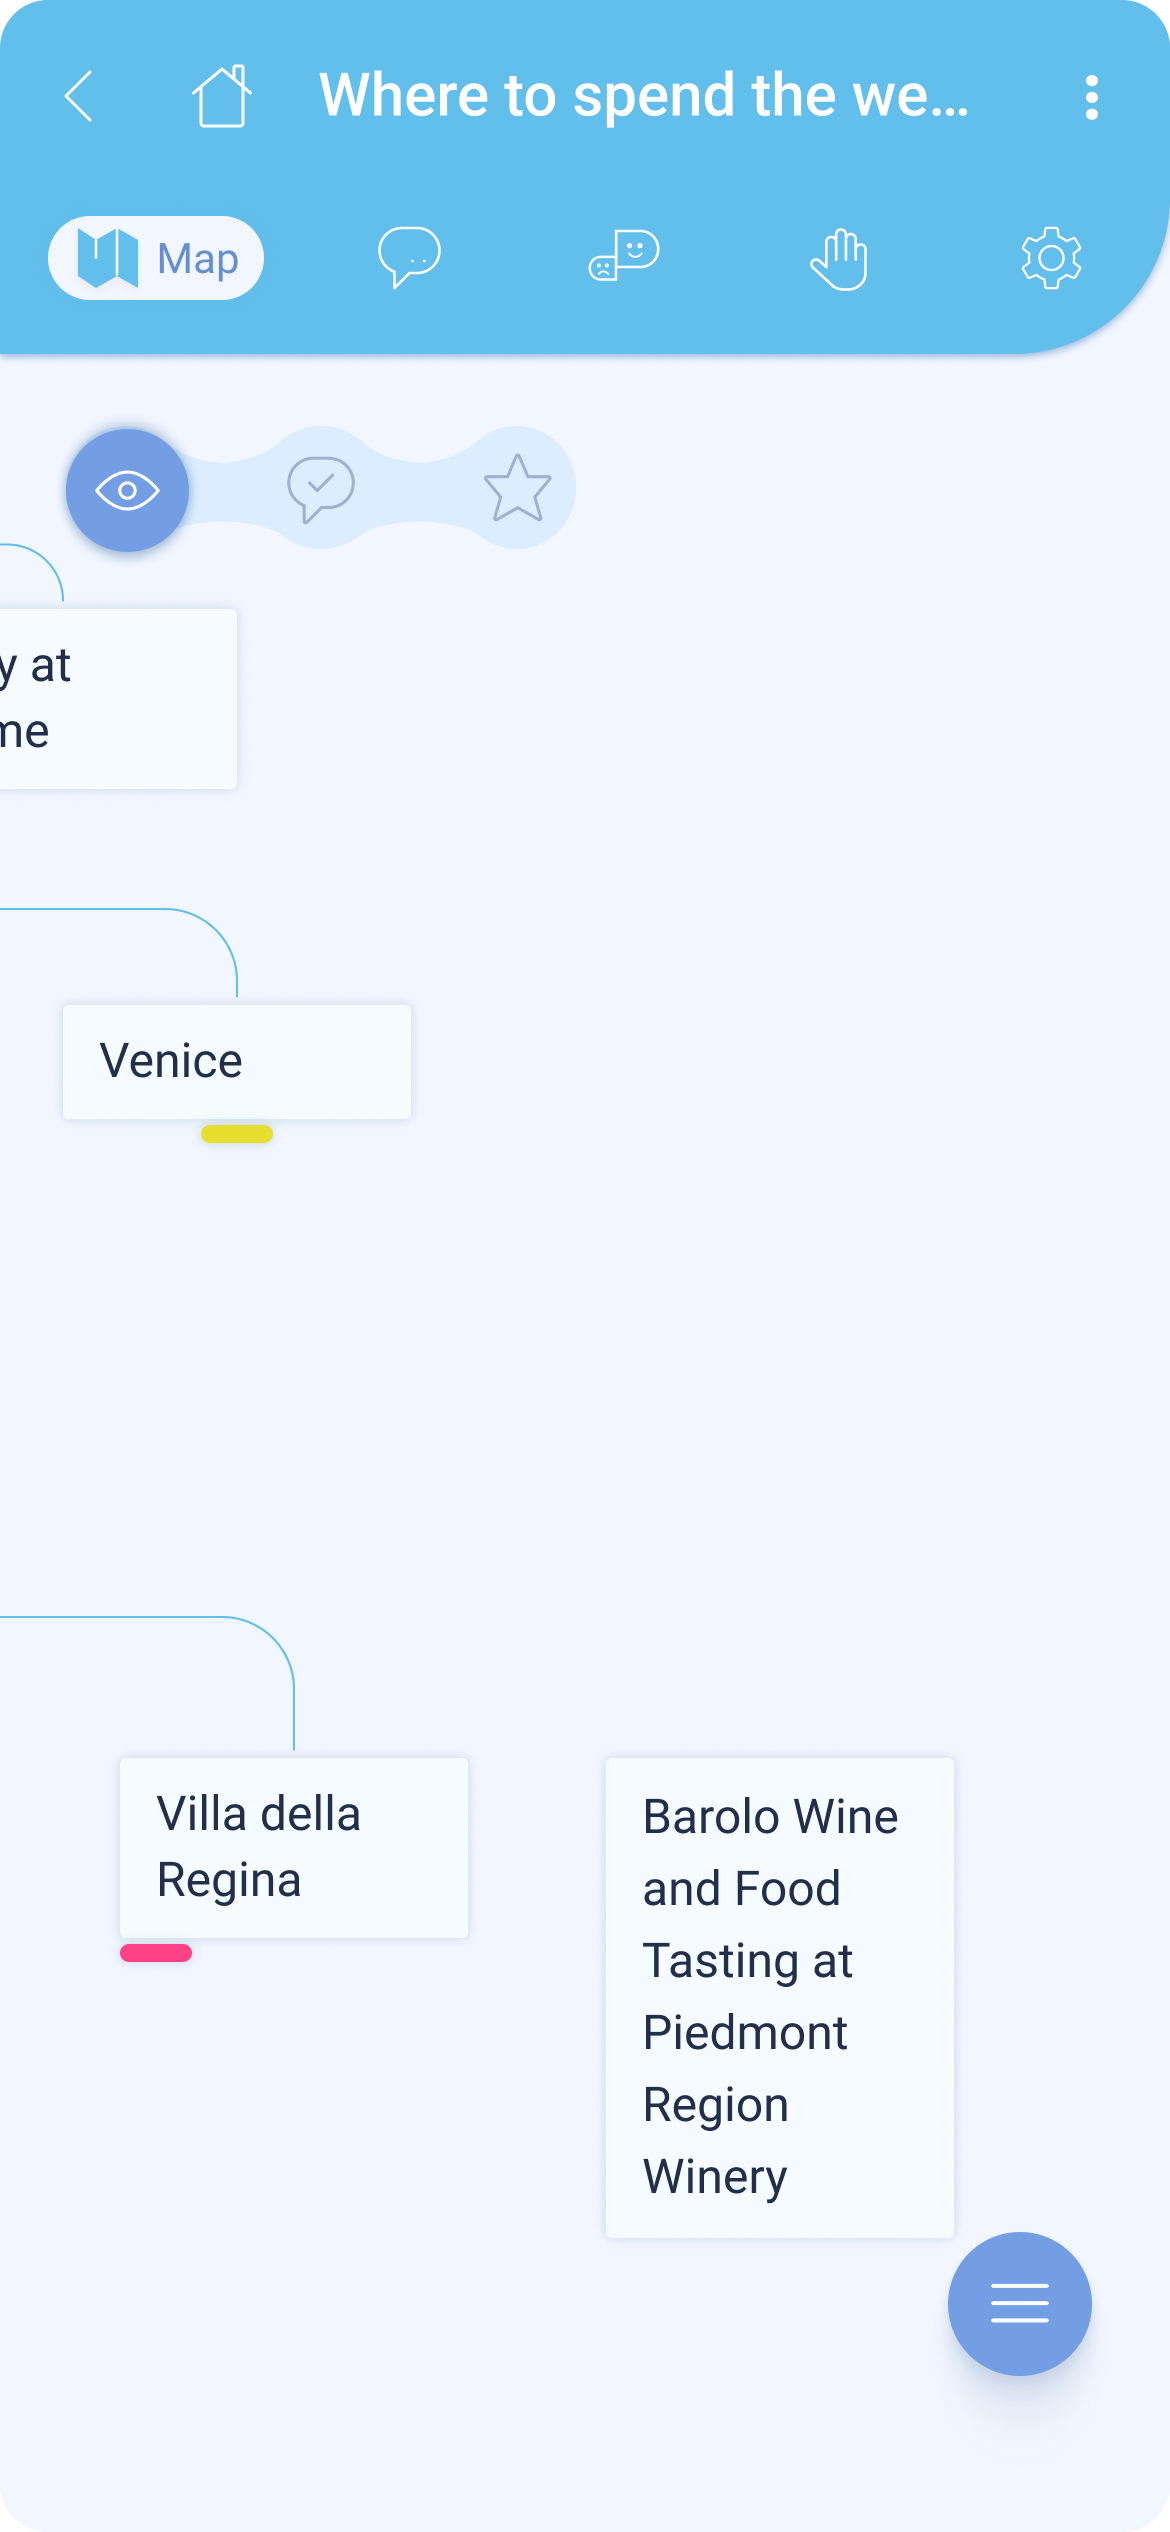 Where to spend the we...
Map
y at
me
Venice
Villa della
Regina
Barolo Wine
and Food
Tasting at
Piedmont
Region
Winery